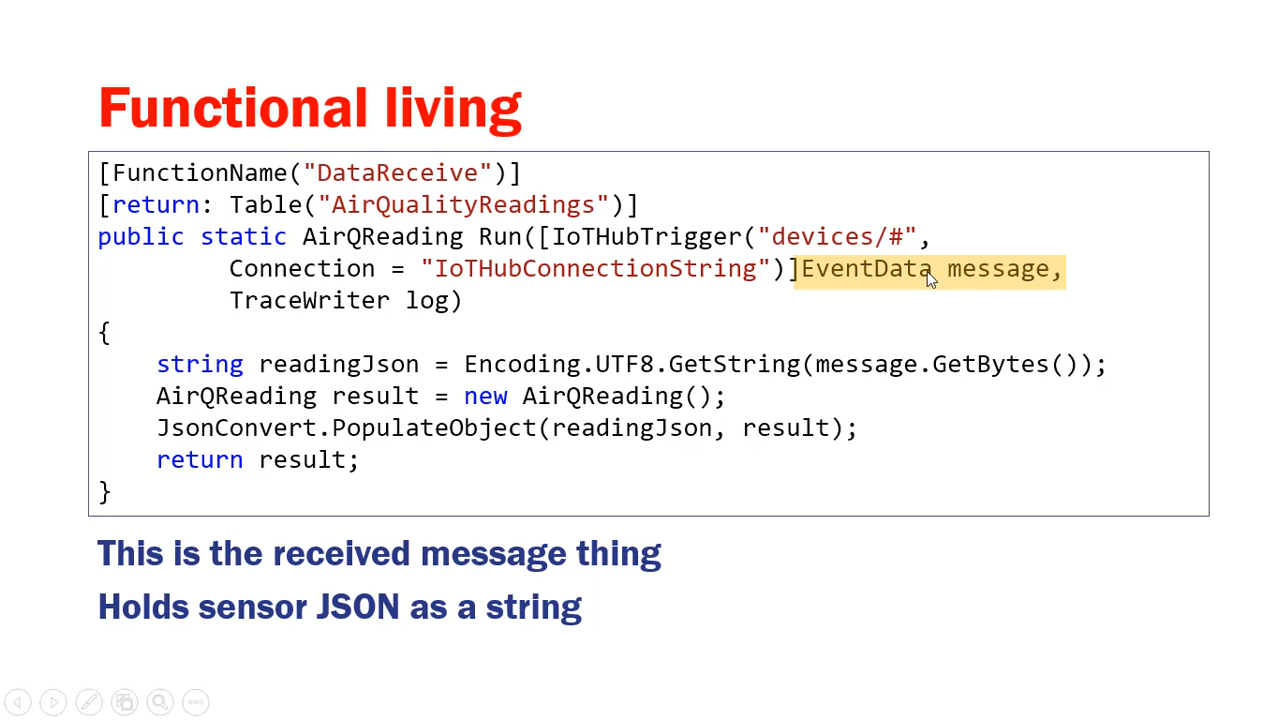 Functional living
[FunctionName("DataReceive")]
[return: Table("AirQualityReadings")]
public static AirQReading Run([IoTHubTrigger("devices/#",
Connection = "IoTHubConnectionString")]EventData message,
TraceWriter log)
{
string readingJson = Encoding.UTF8.GetString(message.GetBytes());
AirQReading result = new AirQReading();
JsonConvert.PopulateObject(readingJson, result);
return result;
}
This is the received message thing
Holds sensor JSON as a string